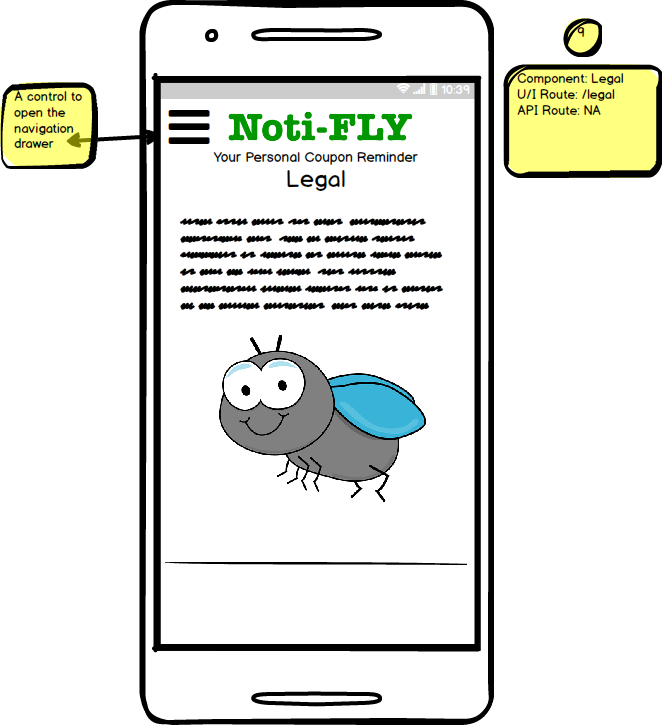 9
A control to
open the
navigation
drawer
Component: Legal
U/I Route: /legal
API Route: NA
10:39
Noti-FLY
Your Personal Coupon Reminder
Legal